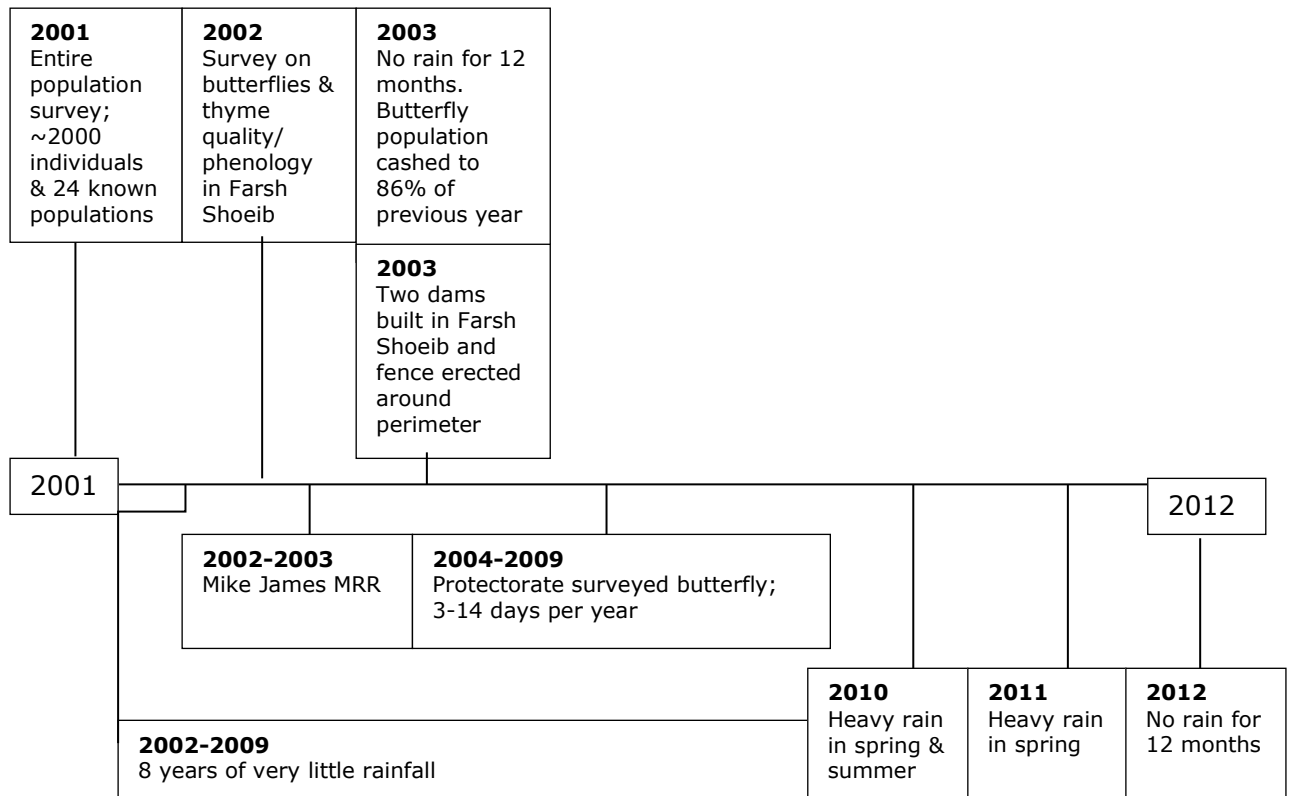 2001
Entire
population
survey;
~2000
individuals
& 24 known
populations
2002
Survey on
butterflies &
thyme
quality/
phenology
in Farsh
Shoeib
2003
No rain for 12
months.
Butterfly
population
cashed to
86% of
previous year
2003
Two dams
built in Farsh
Shoeib and
fence erected
around
perimeter
2001
2012
2002-2003
Mike James MRR
2004-2009
Protectorate surveyed butterfly;
3-14 days per year
2002-2009
8 years of very little rainfall
2010
Heavy rain
in spring &
summer
2011
Heavy rain
in spring
2012
No rain for
12 months